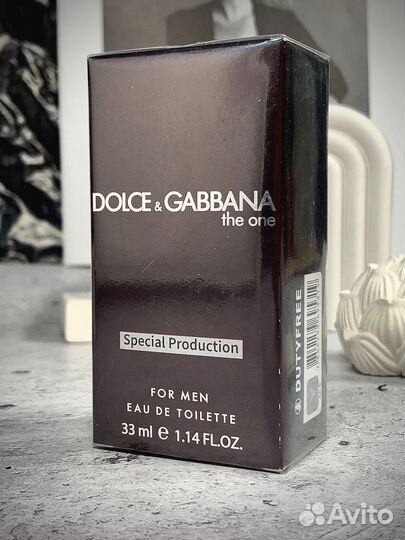 DOLCE & GABBANA
the one
Special Production
FOR MEN
EAU DE TOILETTE
33 ml ℮ 1.14 FL.OZ.
DUTYFREE
Avito